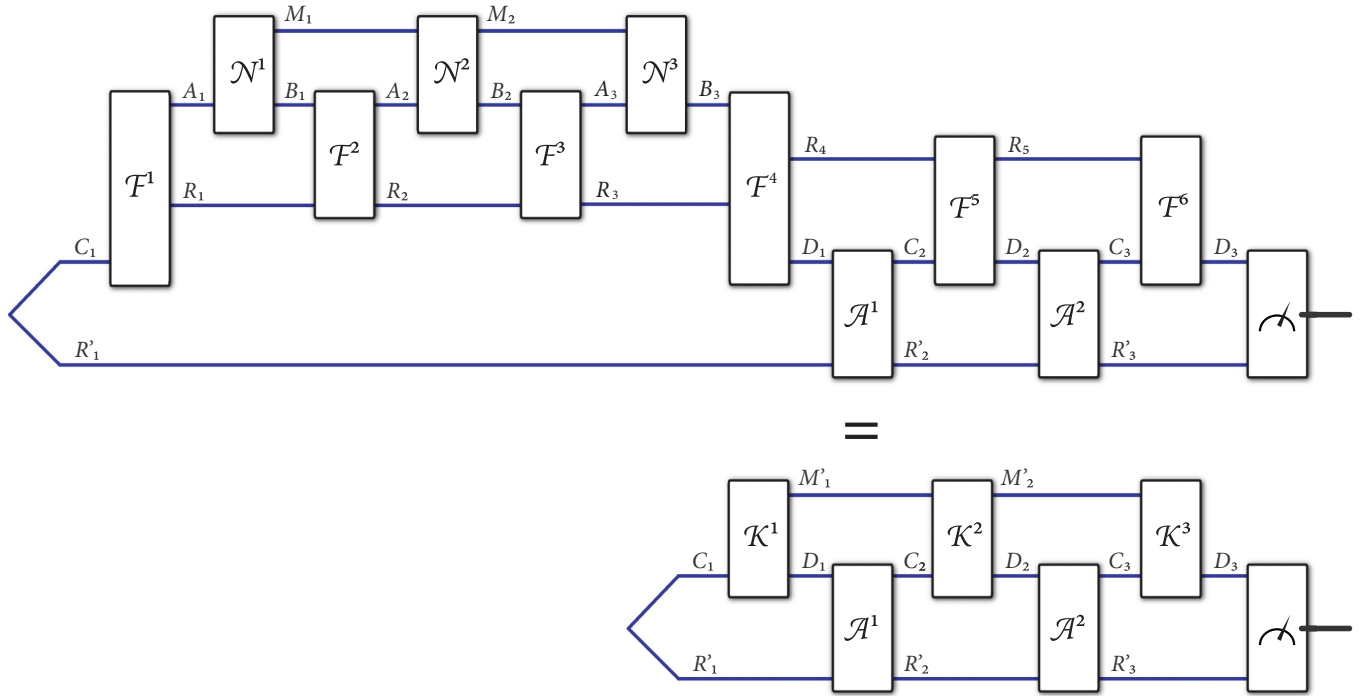 M₁ M₂
𝒩¹ 𝒩² 𝒩³
A₁ B₁ A₂ B₂ A₃ B₃
ℱ¹ ℱ² ℱ³ ℱ⁴ R₄ ℱ⁵ R₅ ℱ⁶
R₁ R₂ R₃
C₁ D₁ C₂ D₂ C₃ D₃
𝒜¹ 𝒜²
R'₁ R'₂ R'₃
=
M'₁ M'₂
𝒦¹ 𝒦² 𝒦³
C₁ D₁ C₂ D₂ C₃ D₃
𝒜¹ 𝒜²
R'₁ R'₂ R'₃